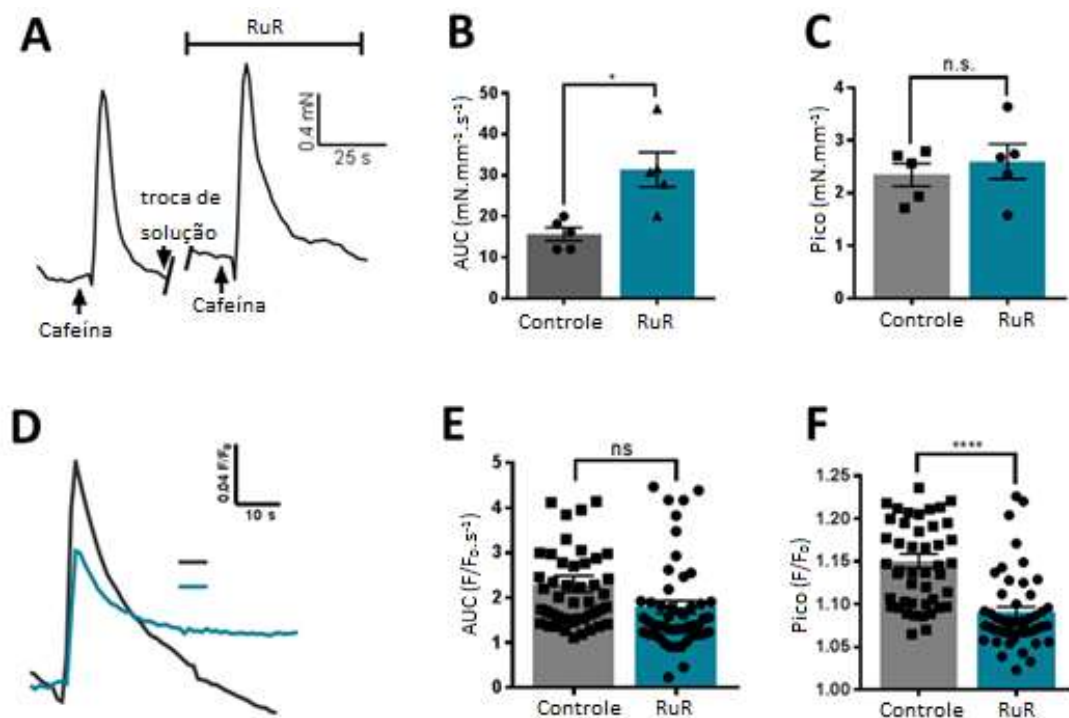 A
RuR
0.4 mN
25 s
troca de
solução
Cafeína
Cafeína
B
*
AUC (mN.mm⁻¹.s⁻¹)
50
40
30
20
10
0
Controle
RuR
C
n.s.
Pico (mN.mm⁻¹)
4
3
2
1
0
Controle
RuR
D
0.04 F/F₀
10 s
E
ns
AUC (F/F₀.s⁻¹)
5
4
3
2
1
0
Controle
RuR
F
****
Pico (F/F₀)
1.25
1.20
1.15
1.10
1.05
1.00
Controle
RuR